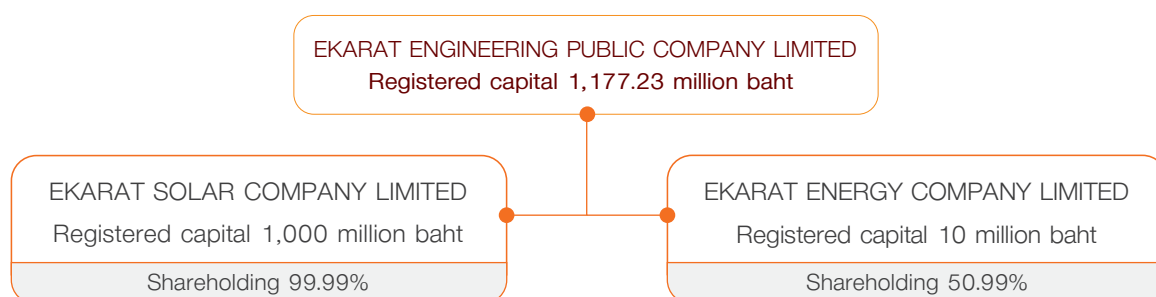 EKARAT ENGINEERING PUBLIC COMPANY LIMITED
Registered capital 1,177.23 million baht
EKARAT SOLAR COMPANY LIMITED
Registered capital 1,000 million baht
Shareholding 99.99%
EKARAT ENERGY COMPANY LIMITED
Registered capital 10 million baht
Shareholding 50.99%